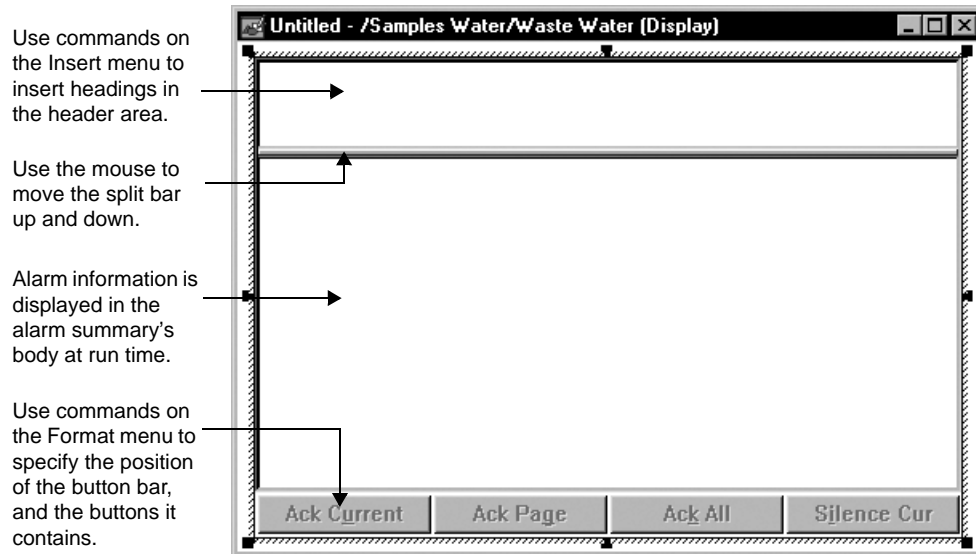 Untitled - /Samples Water/Waste Water (Display)
Use commands on
the Insert menu to
insert headings in
the header area.
Use the mouse to
move the split bar
up and down.
Alarm information is
displayed in the
alarm summary’s
body at run time.
Use commands on
the Format menu to
specify the position
of the button bar,
and the buttons it
contains.
Ack Current
Ack Page
Ack All
Silence Cur